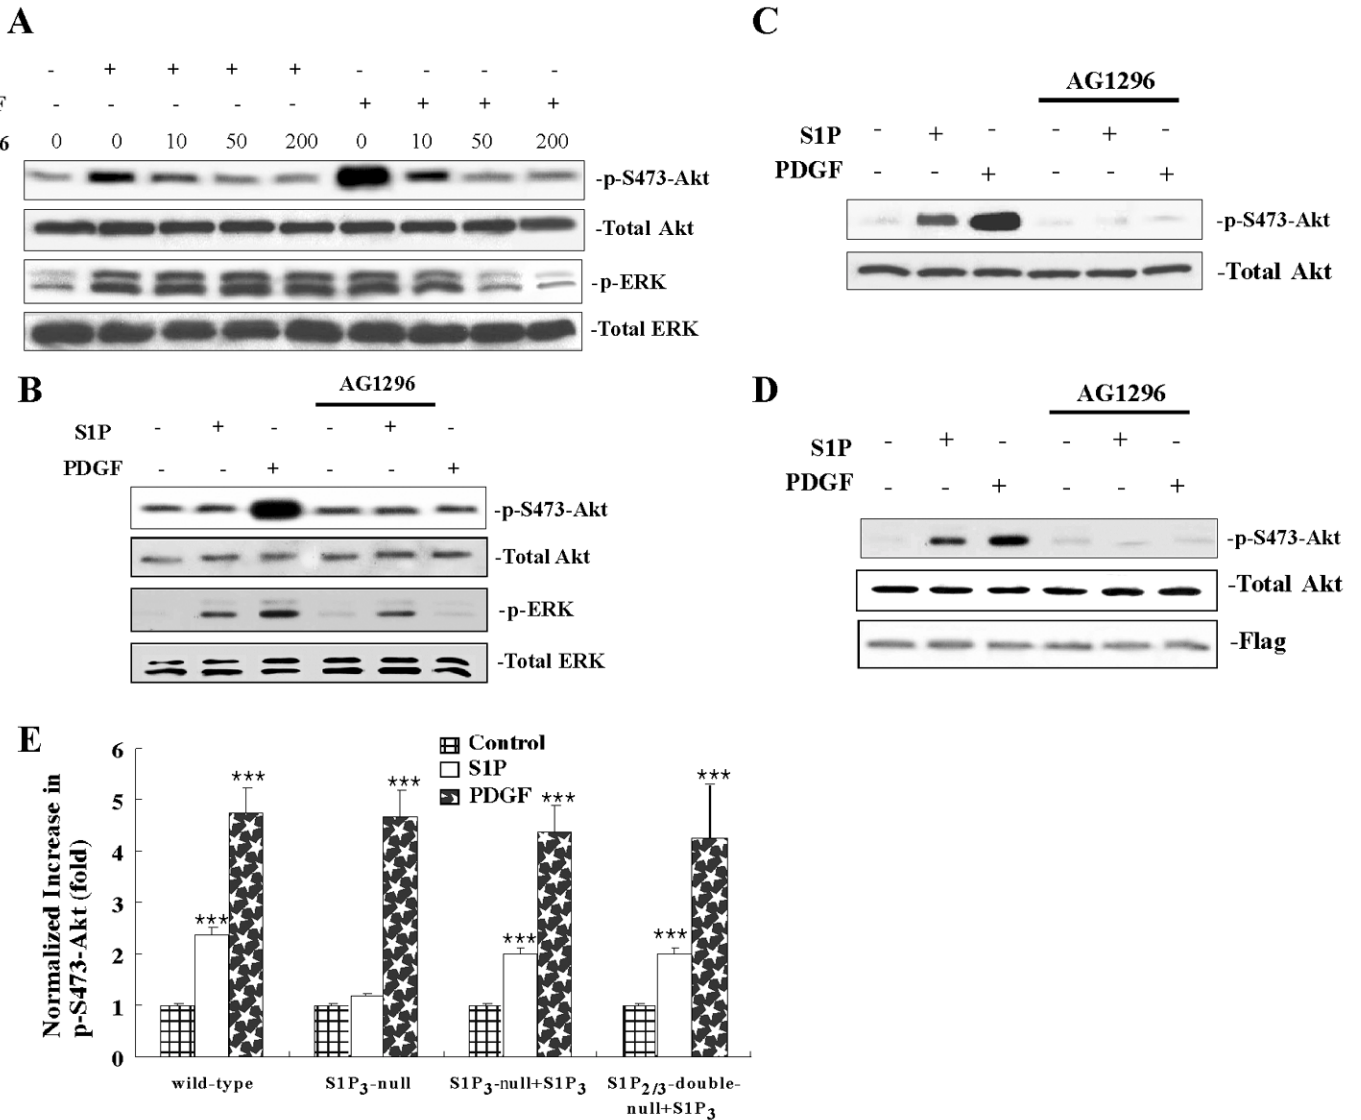 A
- + + + + - - - -
F - - - - - + + + +
6 0 0 10 50 200 0 10 50 200
-p-S473-Akt
-Total Akt
-p-ERK
-Total ERK
B
AG1296
S1P - + - - + -
PDGF - - + - - +
-p-S473-Akt
-Total Akt
-p-ERK
-Total ERK
C
AG1296
S1P - + - - + -
PDGF - - + - - +
-p-S473-Akt
-Total Akt
D
AG1296
S1P - + - - + -
PDGF - - + - - +
-p-S473-Akt
-Total Akt
-Flag
E
Normalized Increase in
p-S473-Akt (fold)
6
5
4
3
2
1
0
Control
S1P
PDGF
*** *** *** ***
*** *** ***
wild-type S1P3-null S1P3-null+S1P3 S1P2/3-double-
null+S1P3